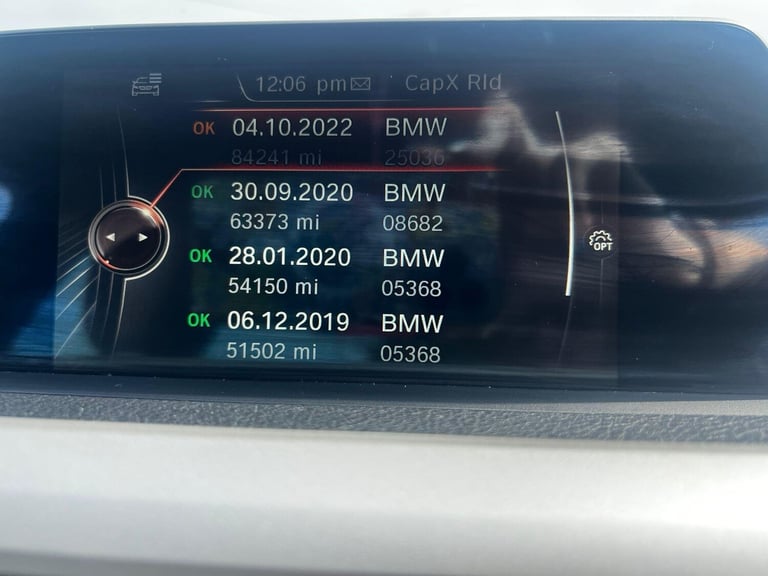 12:06 pm CapX Rld
OK 04.10.2022 BMW
84241 mi 25036
OK 30.09.2020 BMW
63373 mi 08682
OK 28.01.2020 BMW
54150 mi 05368
OK 06.12.2019 BMW
51502 mi 05368
OPT